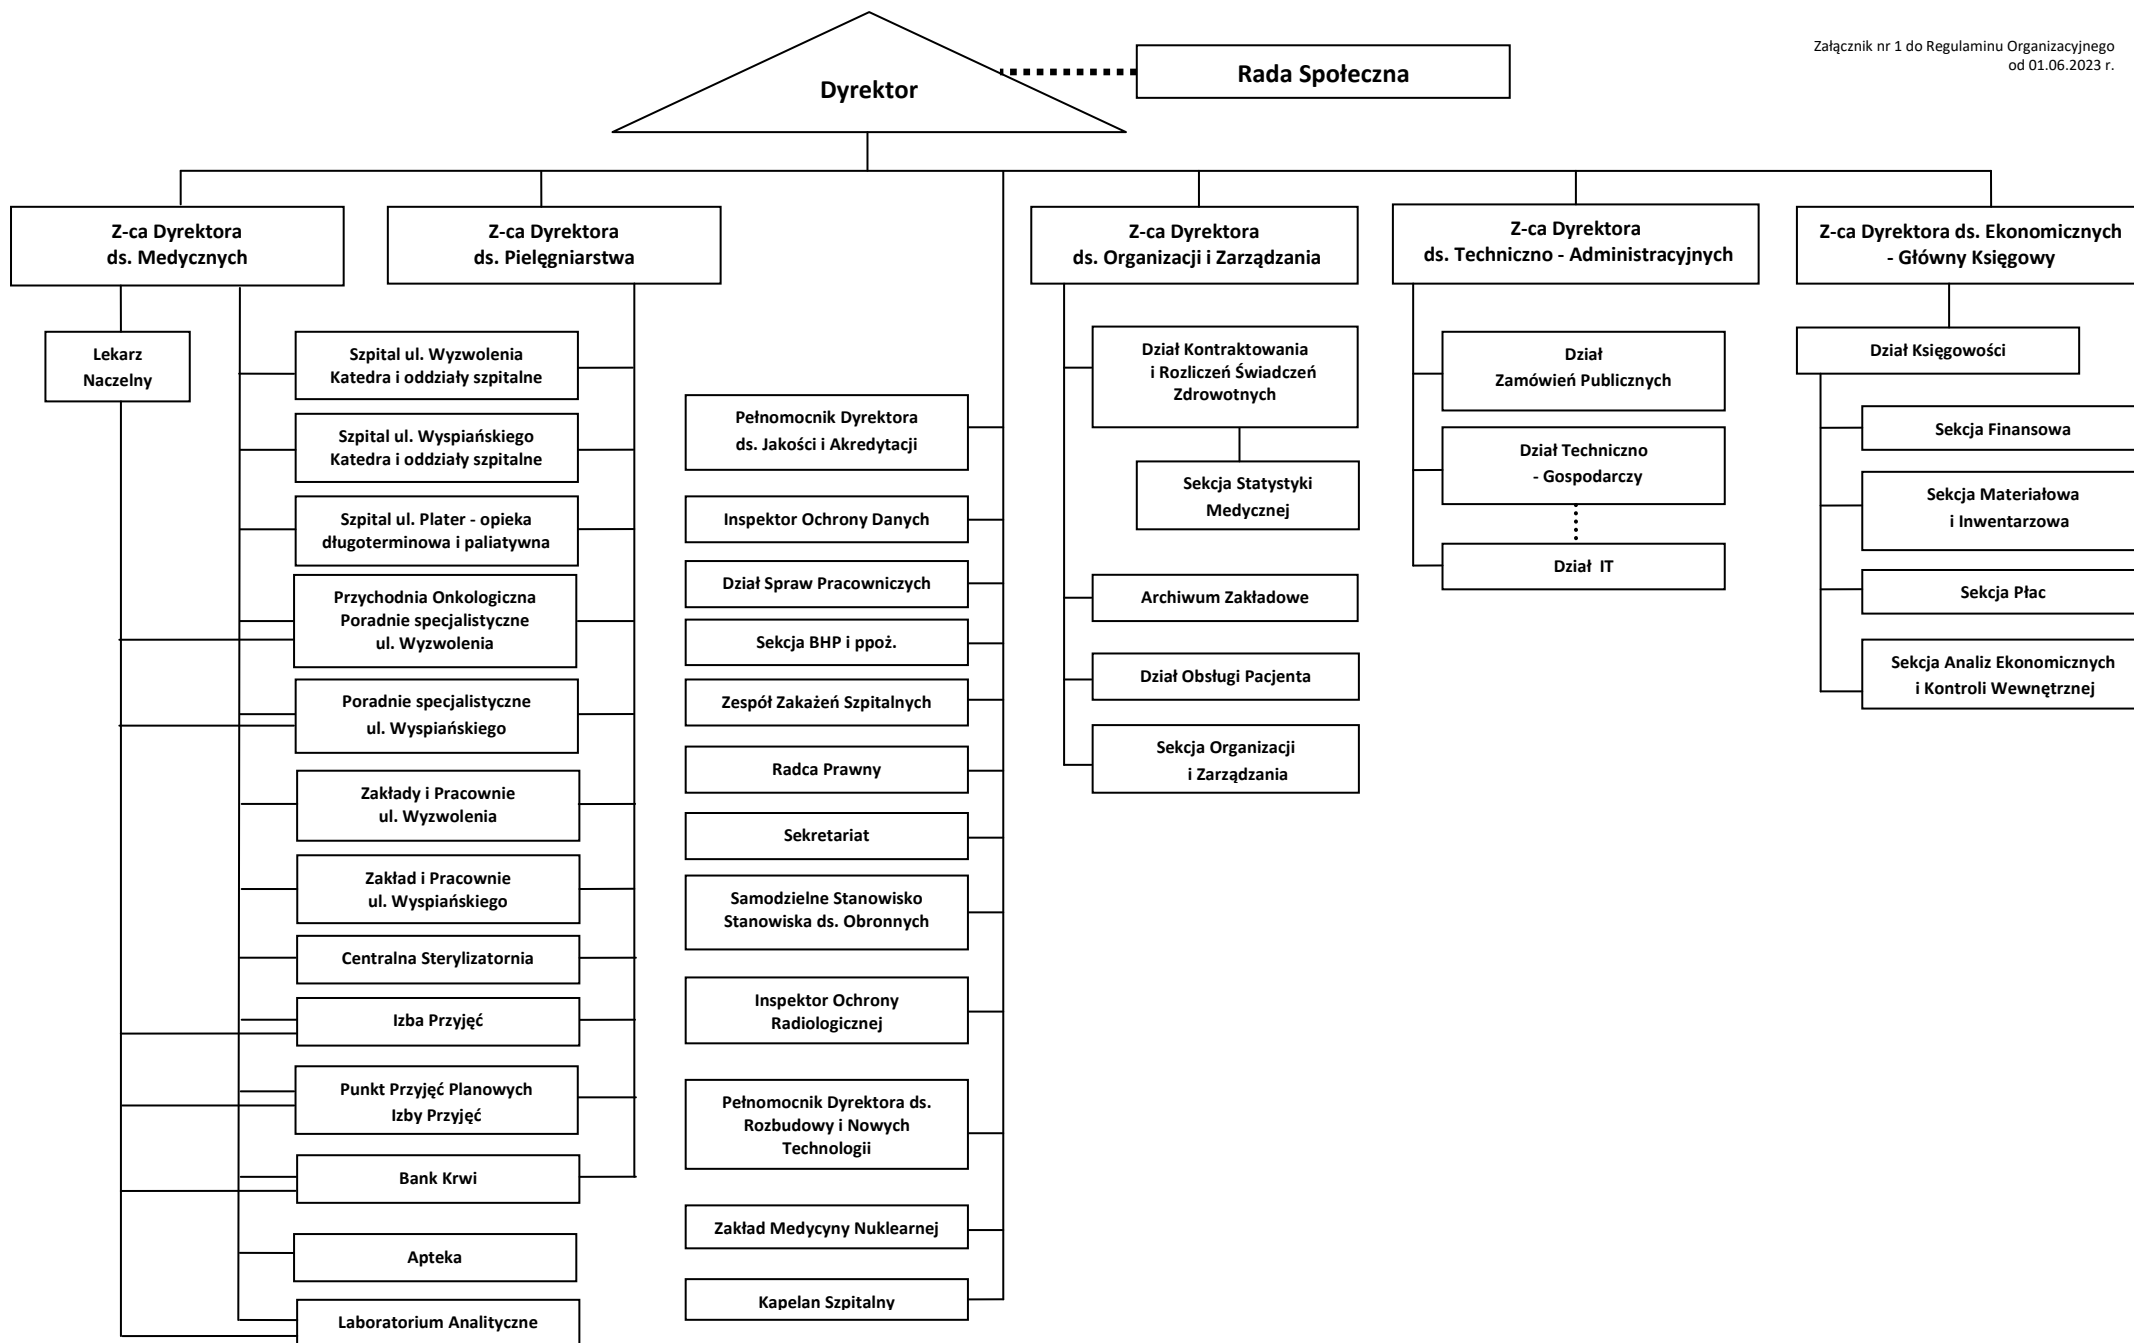 Załącznik nr 1 do Regulaminu Organizacyjnego
od 01.06.2023 r.
Dyrektor
Rada Społeczna
Z-ca Dyrektora
ds. Medycznych
Z-ca Dyrektora
ds. Pielęgniarstwa
Z-ca Dyrektora
ds. Organizacji i Zarządzania
Z-ca Dyrektora
ds. Techniczno - Administracyjnych
Z-ca Dyrektora ds. Ekonomicznych
- Główny Księgowy
Lekarz
Naczelny
Szpital ul. Wyzwolenia
Katedra i oddziały szpitalne
Szpital ul. Wyspiańskiego
Katedra i oddziały szpitalne
Szpital ul. Plater - opieka
długoterminowa i paliatywna
Przychodnia Onkologiczna
Poradnie specjalistyczne
ul. Wyzwolenia
Poradnie specjalistyczne
ul. Wyspiańskiego
Zakłady i Pracownie
ul. Wyzwolenia
Zakład i Pracownie
ul. Wyspiańskiego
Centralna Sterylizatornia
Izba Przyjęć
Punkt Przyjęć Planowych
Izby Przyjęć
Bank Krwi
Apteka
Laboratorium Analityczne
Pełnomocnik Dyrektora
ds. Jakości i Akredytacji
Inspektor Ochrony Danych
Dział Spraw Pracowniczych
Sekcja BHP i ppoż.
Zespół Zakażeń Szpitalnych
Radca Prawny
Sekretariat
Samodzielne Stanowisko
Stanowiska ds. Obronnych
Inspektor Ochrony
Radiologicznej
Pełnomocnik Dyrektora ds.
Rozbudowy i Nowych
Technologii
Zakład Medycyny Nuklearnej
Kapelan Szpitalny
Dział Kontraktowania
i Rozliczeń Świadczeń
Zdrowotnych
Sekcja Statystyki
Medycznej
Archiwum Zakładowe
Dział Obsługi Pacjenta
Sekcja Organizacji
i Zarządzania
Dział
Zamówień Publicznych
Dział Techniczno
- Gospodarczy
Dział IT
Dział Księgowości
Sekcja Finansowa
Sekcja Materiałowa
i Inwentarzowa
Sekcja Płac
Sekcja Analiz Ekonomicznych
i Kontroli Wewnętrznej